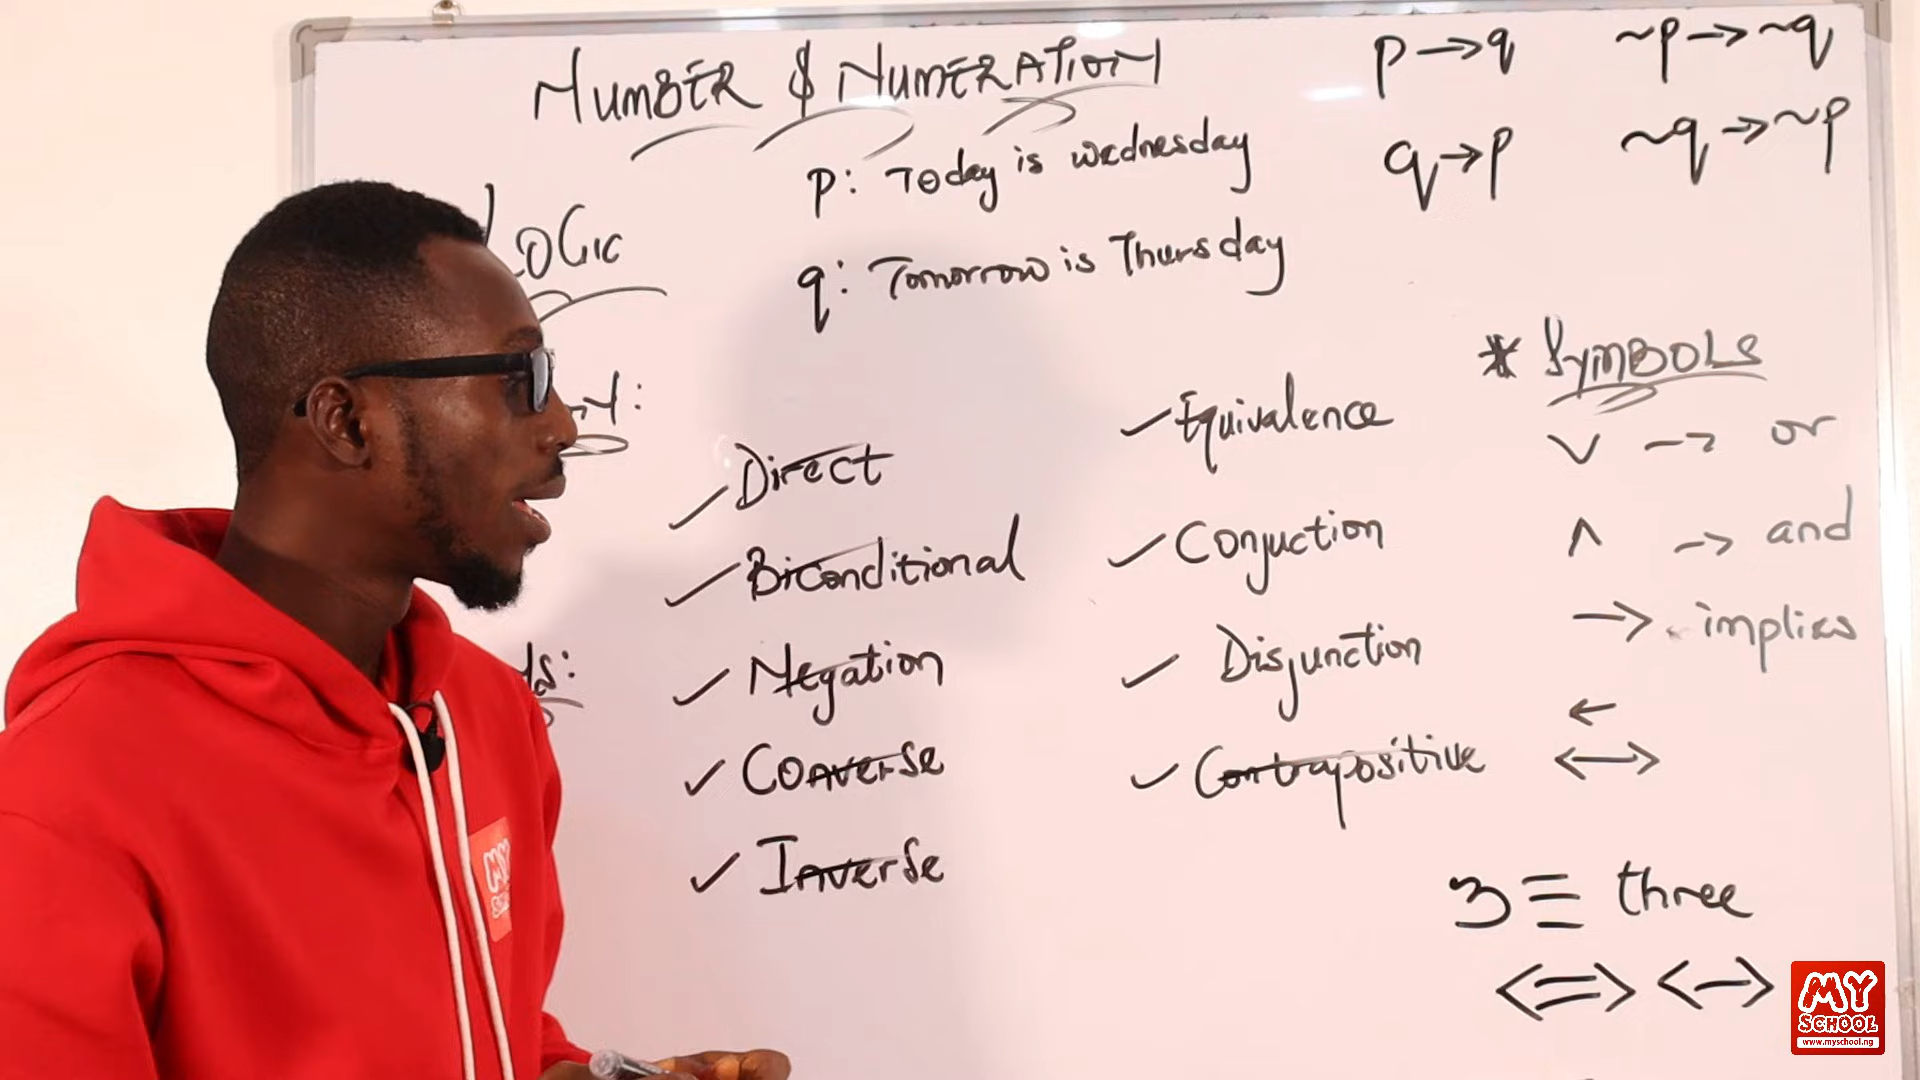 NUMBER & NUMERATION
p → q
~p → ~q
q → p
~q → ~p
p: Today is wednesday
LOGIC
q: Tomorrow is Thursday
* SYMBOLS
✓ Direct
✓ Biconditional
✓ Negation
✓ Converse
✓ Inverse
✓ Equivalence
✓ Conjuction
✓ Disjunction
✓ Contrapositive
∨ → or
∧ → and
→ implies
←
↔
3 ≡ three
⇔ ↔
MY
SCHOOL
www.myschool.ng